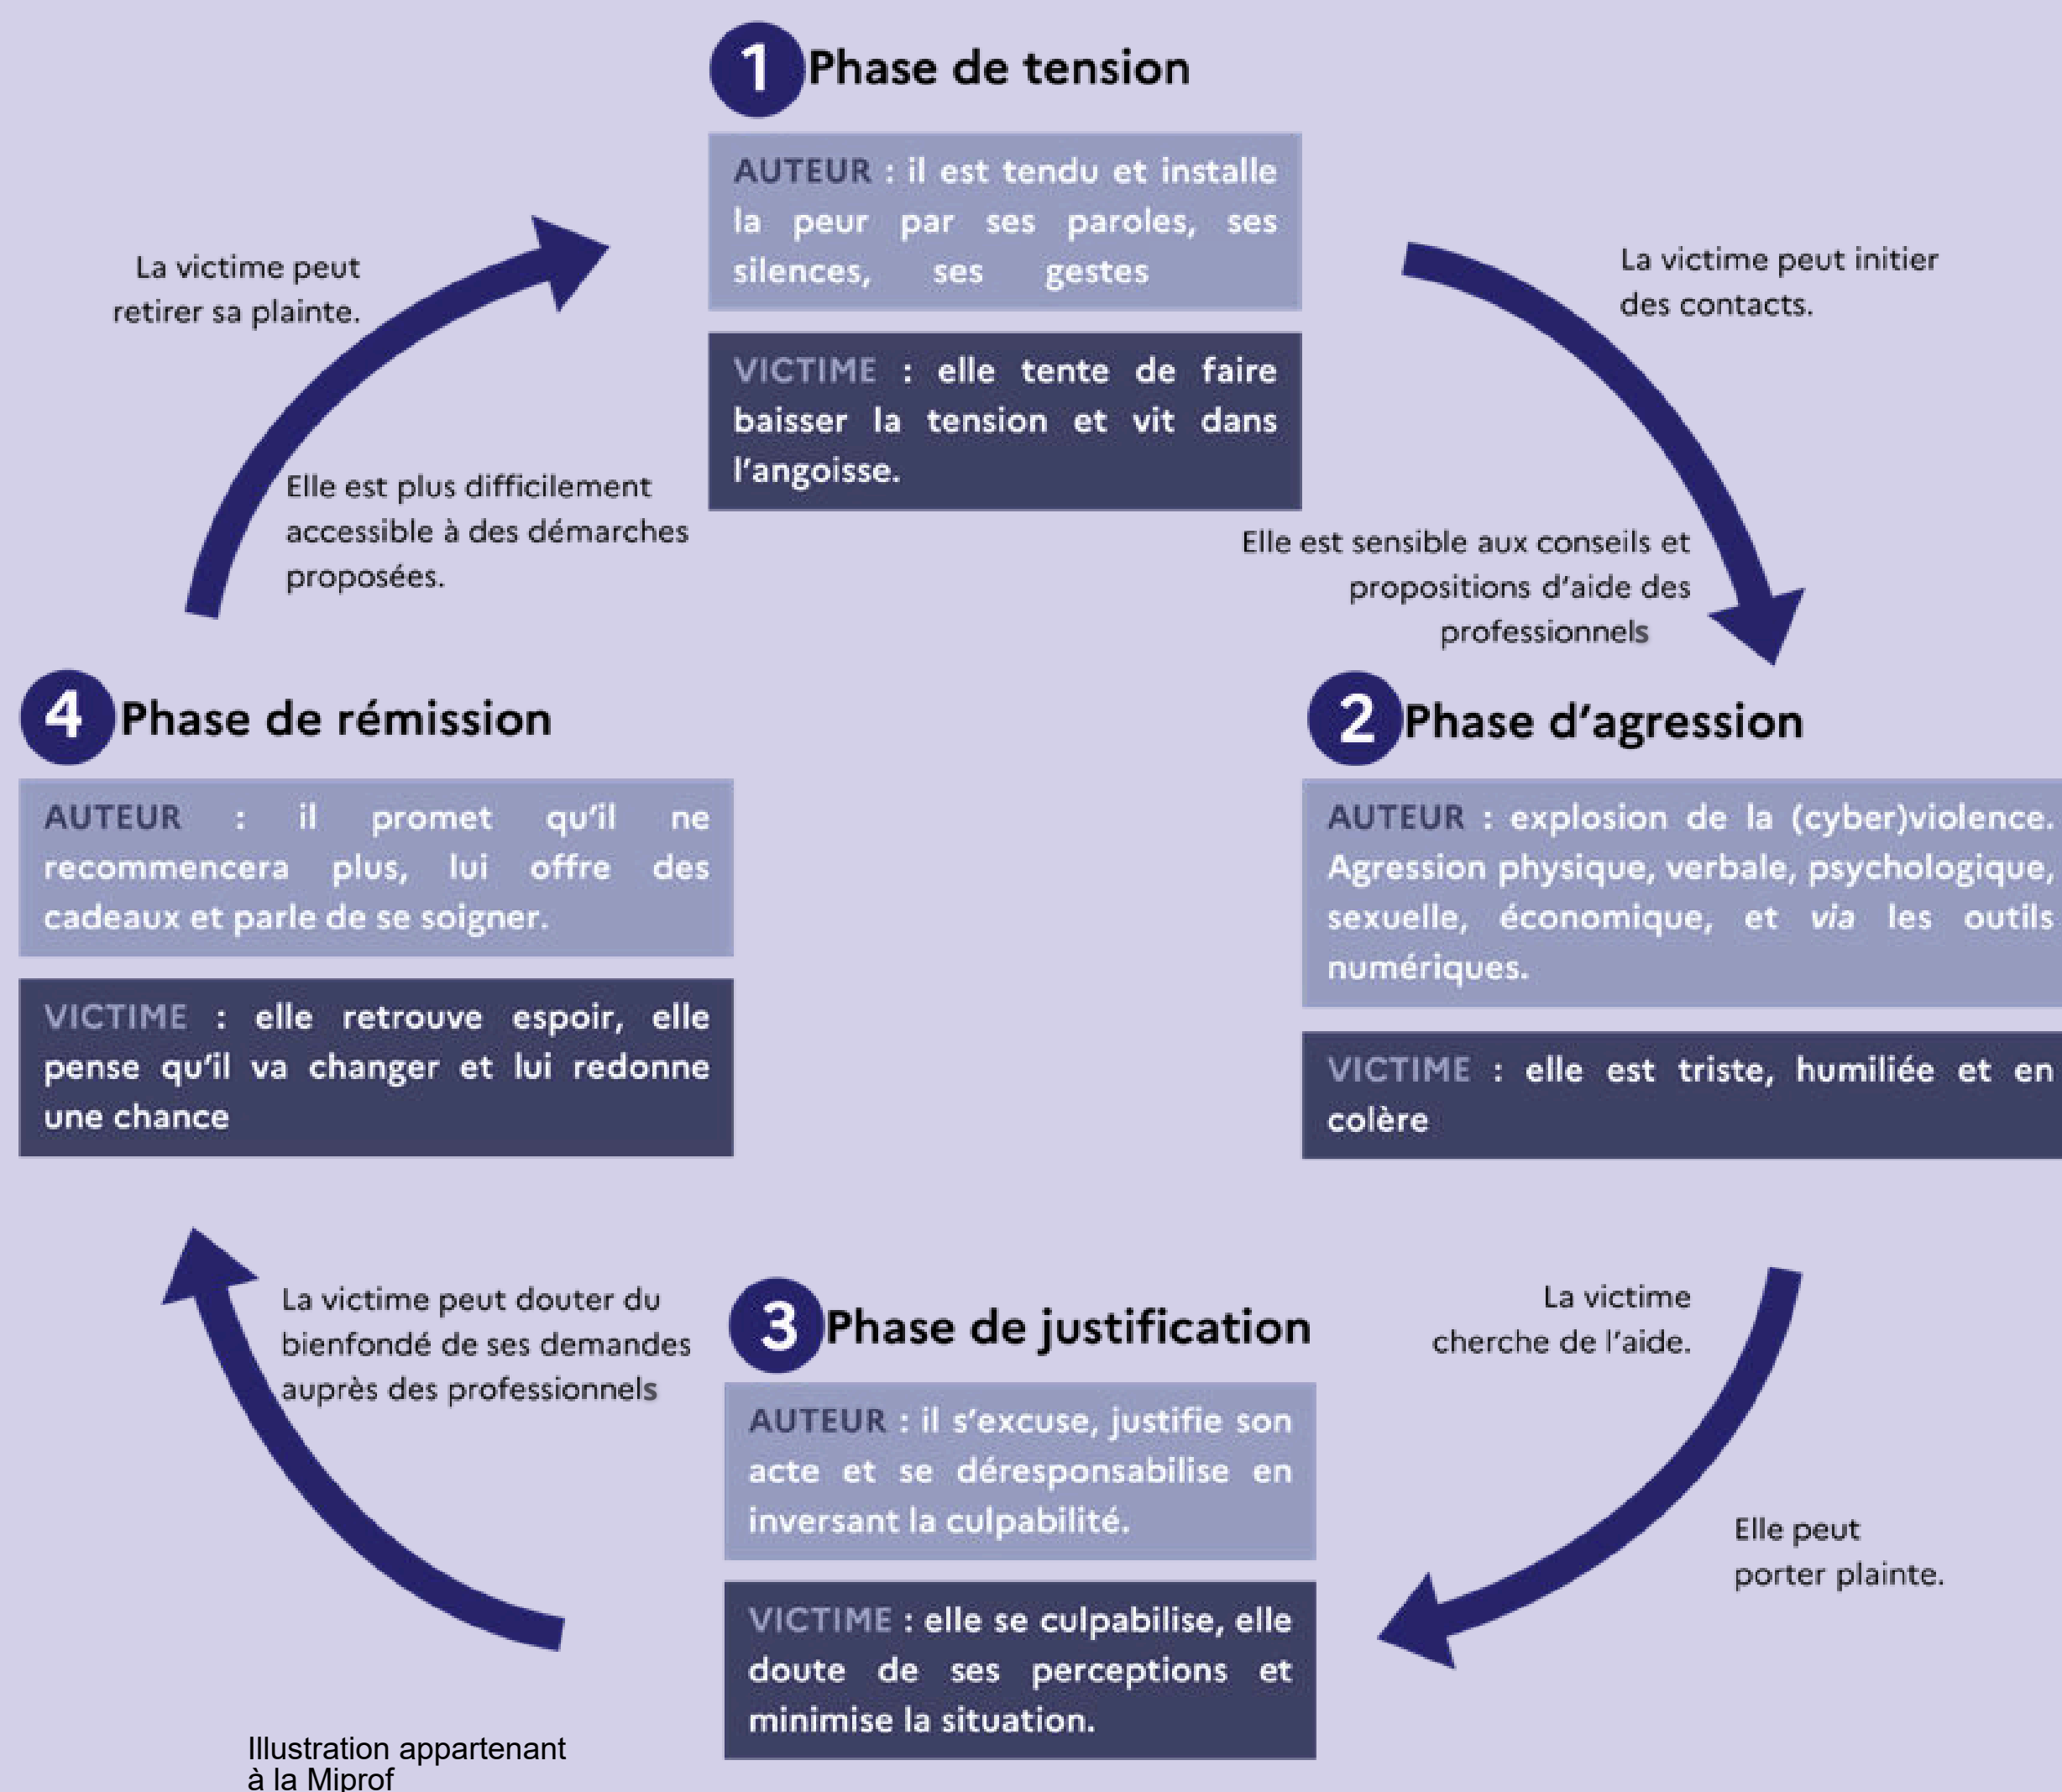 1 Phase de tension
AUTEUR : il est tendu et installe
la peur par ses paroles, ses
silences, ses gestes
VICTIME : elle tente de faire
baisser la tension et vit dans
l'angoisse.
La victime peut initier
des contacts.
Elle est sensible aux conseils et
propositions d'aide des
professionnels
2 Phase d'agression
AUTEUR : explosion de la (cyber)violence.
Agression physique, verbale, psychologique,
sexuelle, économique, et via les outils
numériques.
VICTIME : elle est triste, humiliée et en
colère
La victime
cherche de l'aide.
Elle peut
porter plainte.
3 Phase de justification
AUTEUR : il s'excuse, justifie son
acte et se déresponsabilise en
inversant la culpabilité.
VICTIME : elle se culpabilise, elle
doute de ses perceptions et
minimise la situation.
La victime peut douter du
bienfondé de ses demandes
auprès des professionnels
4 Phase de rémission
AUTEUR : il promet qu'il ne
recommencera plus, lui offre des
cadeaux et parle de se soigner.
VICTIME : elle retrouve espoir, elle
pense qu'il va changer et lui redonne
une chance
La victime peut
retirer sa plainte.
Elle est plus difficilement
accessible à des démarches
proposées.
Illustration appartenant
à la Miprof